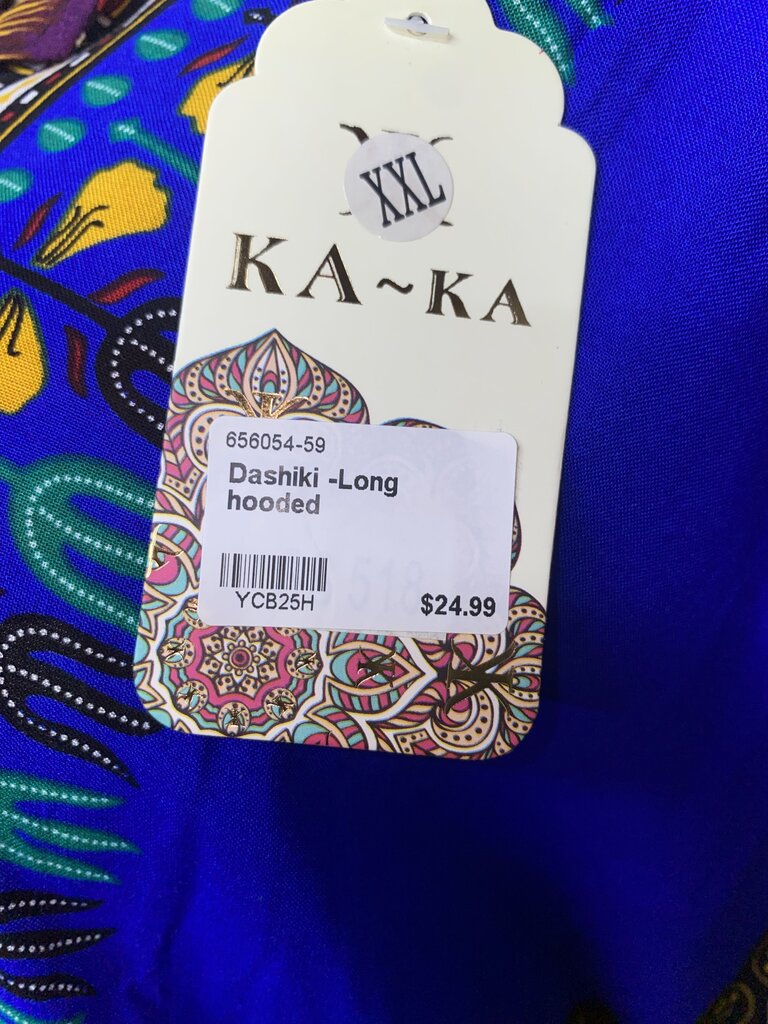 XXL
KA~KA
656054-59
Dashiki -Long
hooded
YCB25H
$24.99